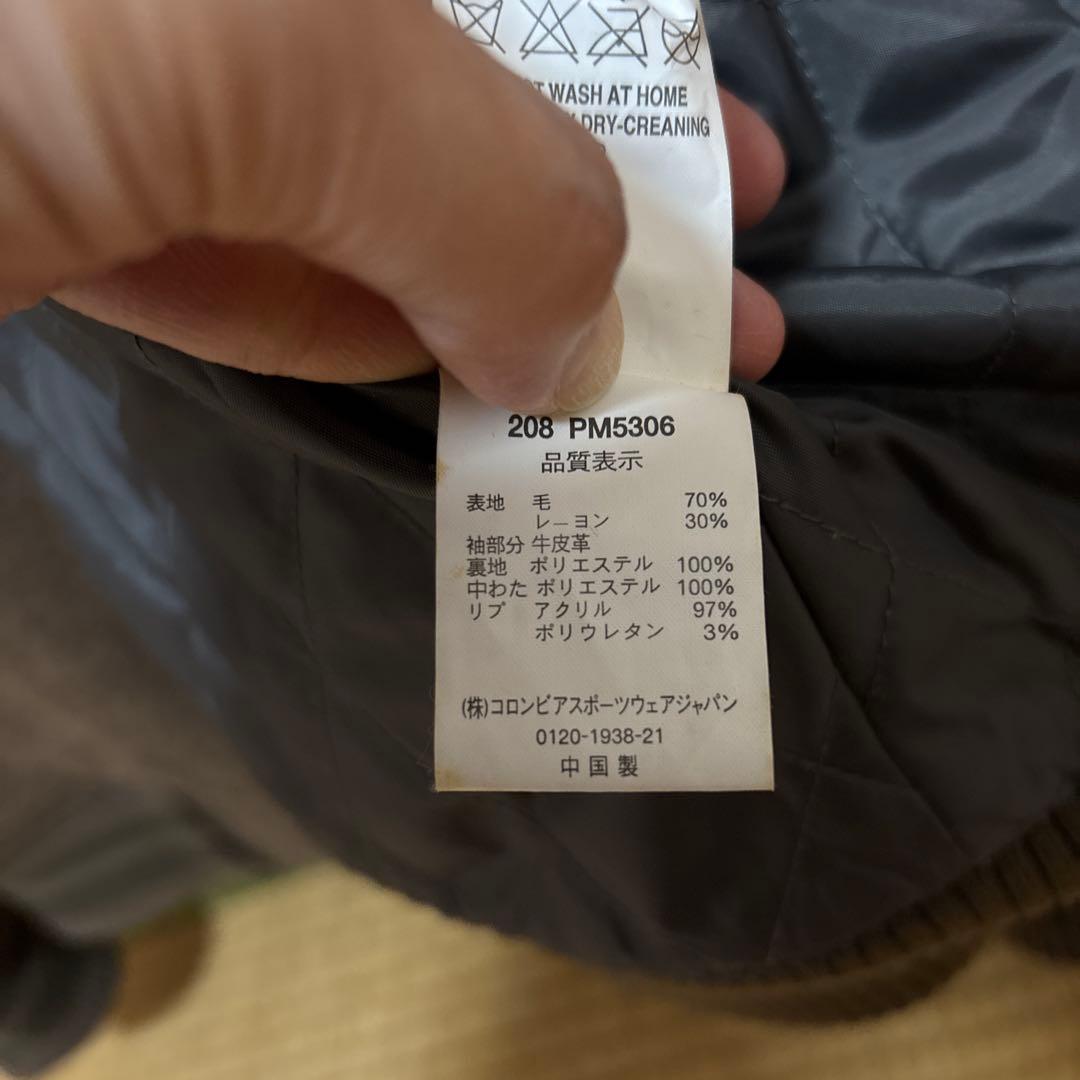 WASH AT HOME
DRY-CREANING
208 PM5306
品質表示
表地 毛 70%
レーヨン 30%
袖部分 牛皮革
裏地 ポリエステル 100%
中わた ポリエステル 100%
リブ アクリル 97%
ポリウレタン 3%
(株)コロンビアスポーツウェアジャパン
0120-1938-21
中国製